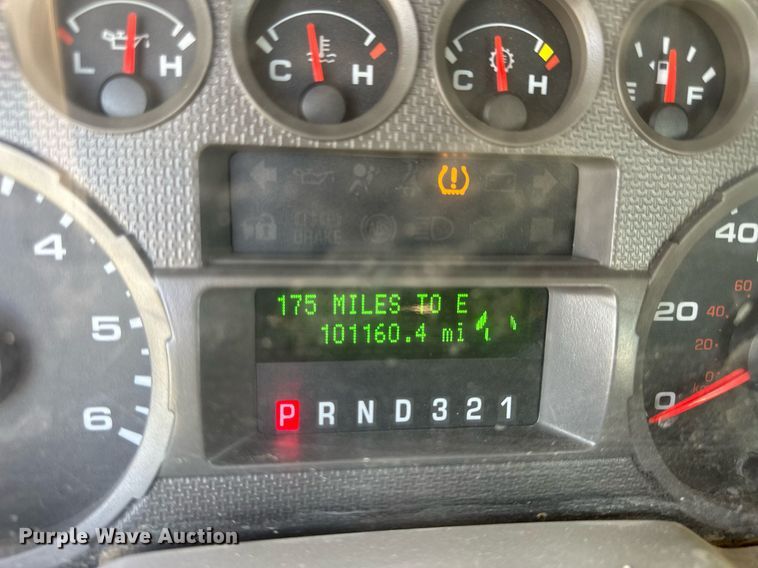 L H
C H
C H
E F
BRAKE
4
5
6
40
60
20
40
20
0
0
175 MILES TO E
101160.4 mi
P R N D 3 2 1
Purple Wave Auction